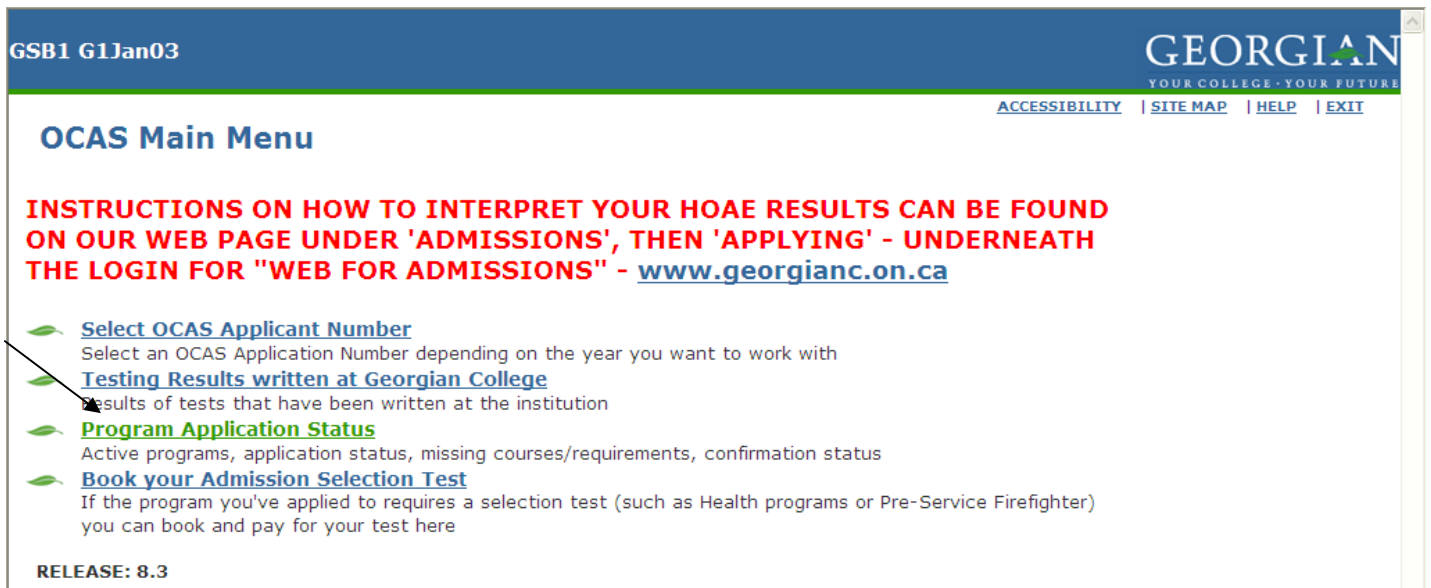 GSB1 G1Jan03
GEORGIAN
YOUR COLLEGE · YOUR FUTURE
ACCESSIBILITY | SITE MAP | HELP | EXIT
OCAS Main Menu
INSTRUCTIONS ON HOW TO INTERPRET YOUR HOAE RESULTS CAN BE FOUND
ON OUR WEB PAGE UNDER 'ADMISSIONS', THEN 'APPLYING' - UNDERNEATH
THE LOGIN FOR "WEB FOR ADMISSIONS" - www.georgianc.on.ca
Select OCAS Applicant Number
Select an OCAS Application Number depending on the year you want to work with
Testing Results written at Georgian College
Results of tests that have been written at the institution
Program Application Status
Active programs, application status, missing courses/requirements, confirmation status
Book your Admission Selection Test
If the program you've applied to requires a selection test (such as Health programs or Pre-Service Firefighter)
you can book and pay for your test here
RELEASE: 8.3